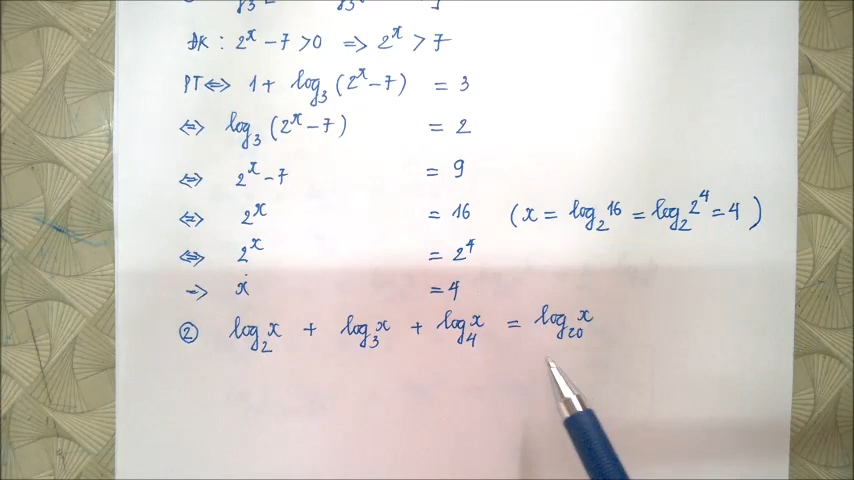 ĐK : 2^x - 7 > 0 => 2^x > 7
PT <=> 1 + log_3 (2^x - 7) = 3
<=> log_3 (2^x - 7) = 2
<=> 2^x - 7 = 9
<=> 2^x = 16 (x = log_2 16 = log_2 2^4 = 4)
<=> 2^x = 2^4
=> x = 4
② log_2 x + log_3 x + log_4 x = log_20 x